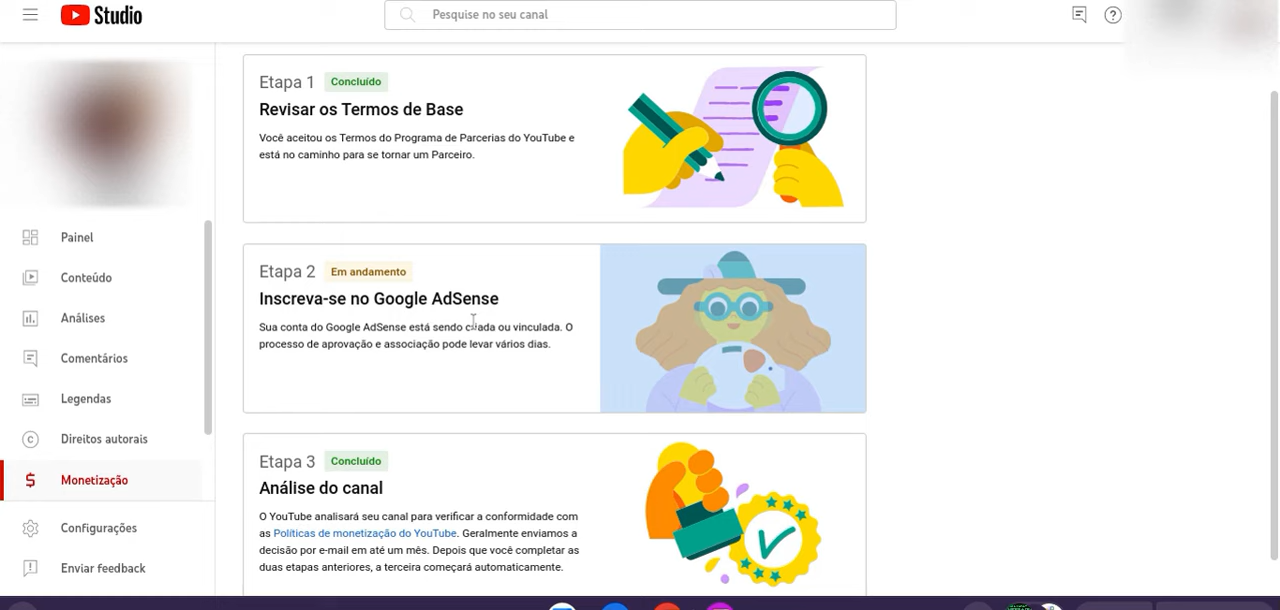 Studio
Pesquise no seu canal
Painel
Conteúdo
Análises
Comentários
Legendas
Direitos autorais
Monetização
Configurações
Enviar feedback
Etapa 1 Concluído
Revisar os Termos de Base
Você aceitou os Termos do Programa de Parcerias do YouTube e
está no caminho para se tornar um Parceiro.
Etapa 2 Em andamento
Inscreva-se no Google AdSense
Sua conta do Google AdSense está sendo criada ou vinculada. O
processo de aprovação e associação pode levar vários dias.
Etapa 3 Concluído
Análise do canal
O YouTube analisará seu canal para verificar a conformidade com
as Políticas de monetização do YouTube. Geralmente enviamos a
decisão por e-mail em até um mês. Depois que você completar as
duas etapas anteriores, a terceira começará automaticamente.